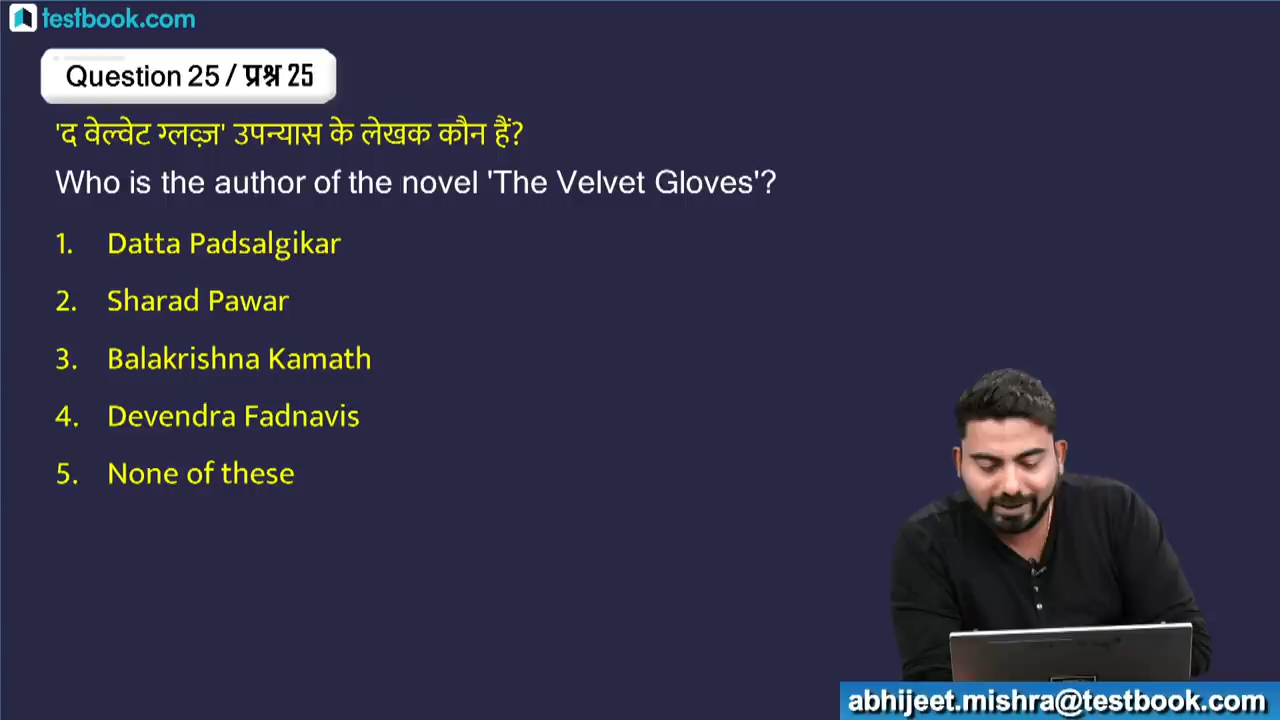 testbook.com
Question 25 / प्रश्न 25
'द वेल्वेट ग्लव्ज़' उपन्यास के लेखक कौन हैं?
Who is the author of the novel 'The Velvet Gloves'?
1. Datta Padsalgikar
2. Sharad Pawar
3. Balakrishna Kamath
4. Devendra Fadnavis
5. None of these
abhijeet.mishra@testbook.com